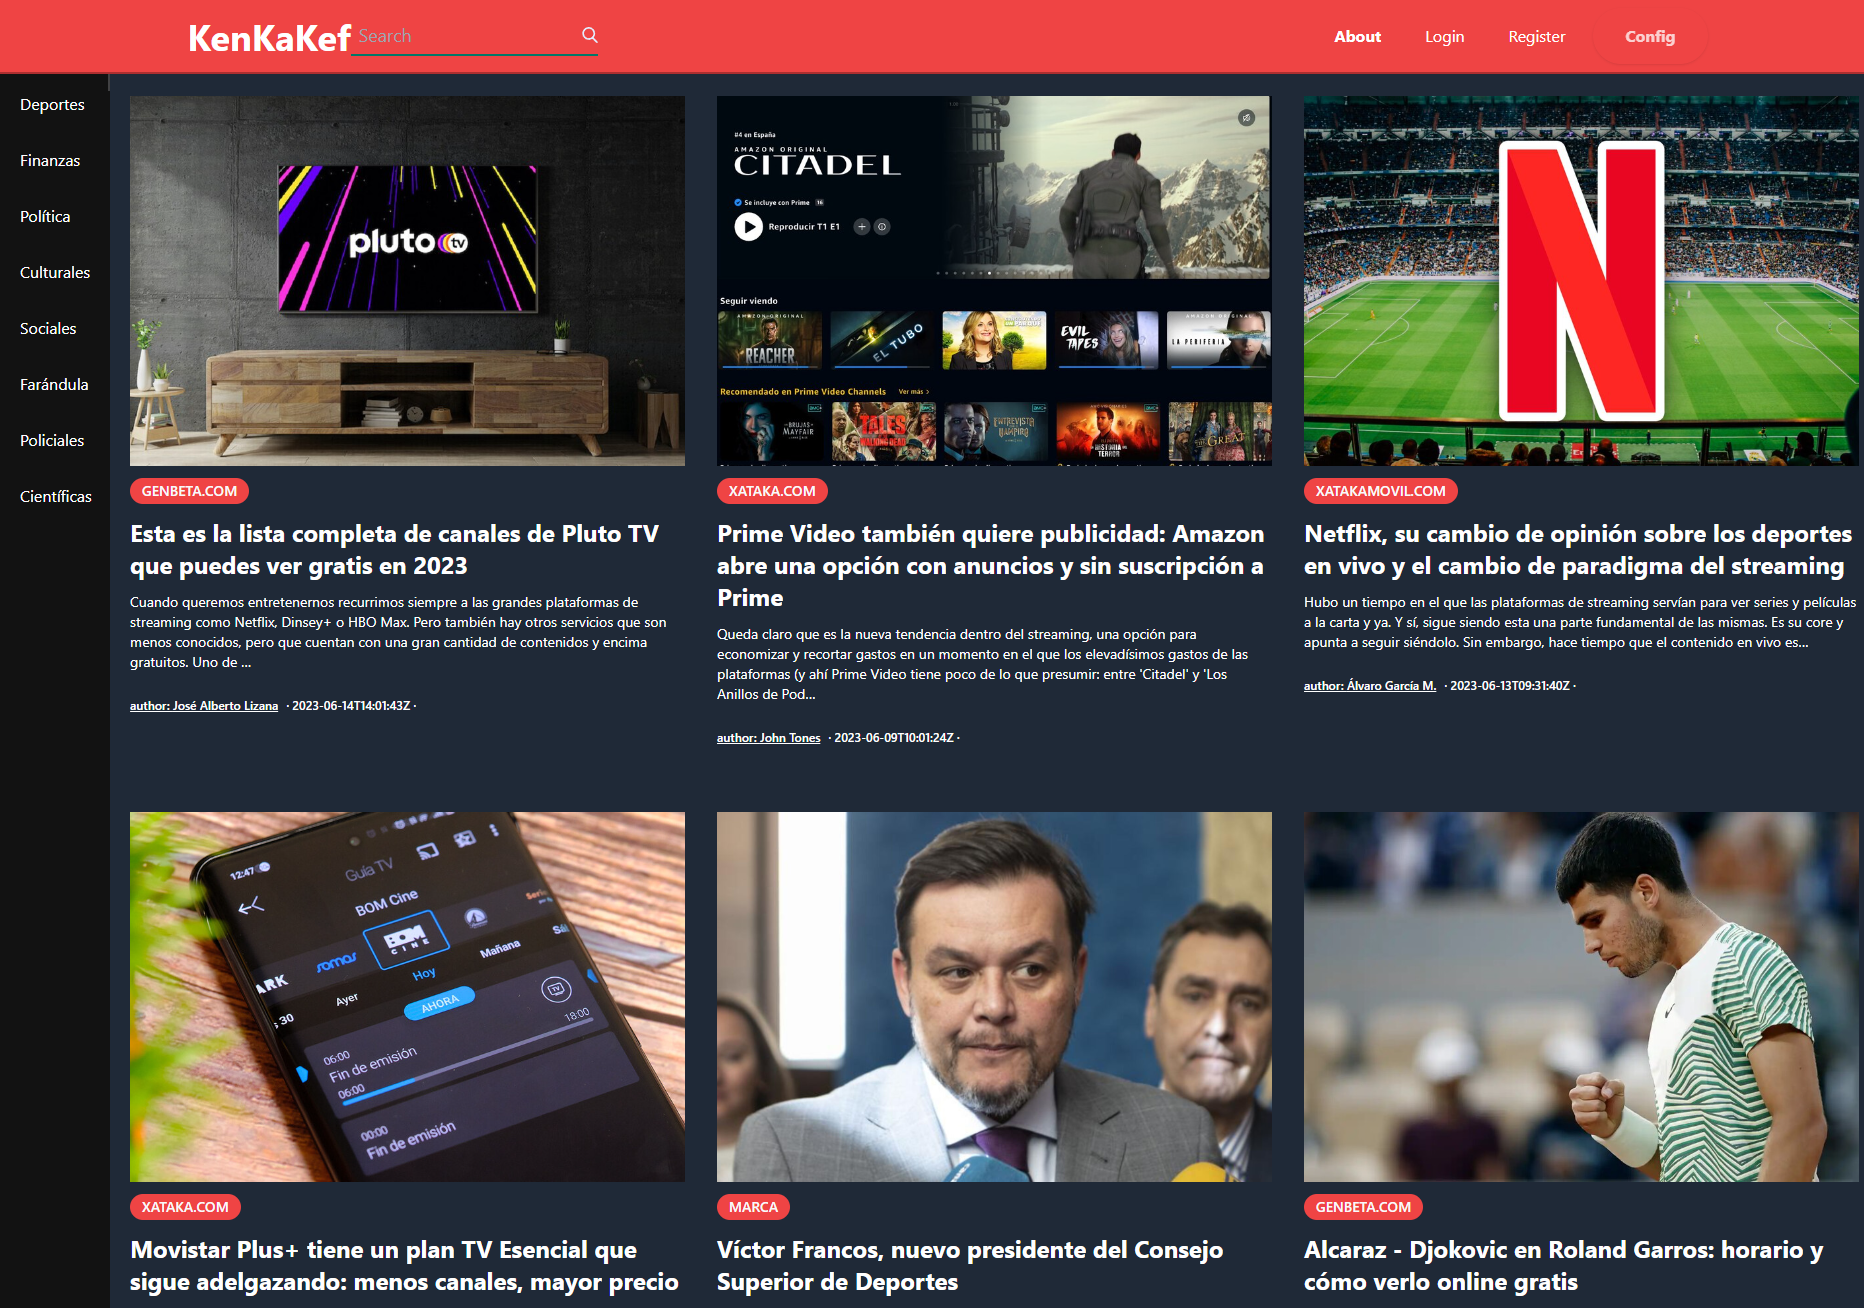 KenKaKef
Search
About
Login
Register
Config
Deportes
Finanzas
Política
Culturales
Sociales
Farándula
Policiales
Científicas
pluto tv
#4 en España
AMAZON ORIGINAL
CITADEL
Se incluye con Prime 16
Reproducir T1 E1
Seguir viendo
AMAZON ORIGINAL
REACHER
EL TUBO
EVIL TAPES
AMAZON ORIGINAL
LA PERIFERIA
Recomendado en Prime Video Channels Ver más >
BRUJAS MAYFAIR
TALES
WALKING DEAD
ENTREVISTA
VAMPIRO
HISTORIA
TERROR
GREAT
N
GENBETA.COM
Esta es la lista completa de canales de Pluto TV
que puedes ver gratis en 2023
Cuando queremos entretenernos recurrimos siempre a las grandes plataformas de
streaming como Netflix, Dinsey+ o HBO Max. Pero también hay otros servicios que son
menos conocidos, pero que cuentan con una gran cantidad de contenidos y encima
gratuitos. Uno de ...
author: José Alberto Lizana · 2023-06-14T14:01:43Z ·
XATAKA.COM
Prime Video también quiere publicidad: Amazon
abre una opción con anuncios y sin suscripción a
Prime
Queda claro que es la nueva tendencia dentro del streaming, una opción para
economizar y recortar gastos en un momento en el que los elevadísimos gastos de las
plataformas (y ahí Prime Video tiene poco de lo que presumir: entre 'Citadel' y 'Los
Anillos de Pod...
author: John Tones · 2023-06-09T10:01:24Z ·
XATAKAMOVIL.COM
Netflix, su cambio de opinión sobre los deportes
en vivo y el cambio de paradigma del streaming
Hubo un tiempo en el que las plataformas de streaming servían para ver series y películas
a la carta y ya. Y sí, sigue siendo esta una parte fundamental de las mismas. Es su core y
apunta a seguir siéndolo. Sin embargo, hace tiempo que el contenido en vivo es...
author: Álvaro García M. · 2023-06-13T09:31:40Z ·
12:47
Guía TV
BOM Cine
ARK
somos
BOM
CINE
Serie
Ayer
Hoy
Mañana
Sá
AHORA
s 30
06:00
18:00
Fin de emisión
06:00
00:00
Fin de emisión
XATAKA.COM
Movistar Plus+ tiene un plan TV Esencial que
sigue adelgazando: menos canales, mayor precio
MARCA
Víctor Francos, nuevo presidente del Consejo
Superior de Deportes
GENBETA.COM
Alcaraz - Djokovic en Roland Garros: horario y
cómo verlo online gratis